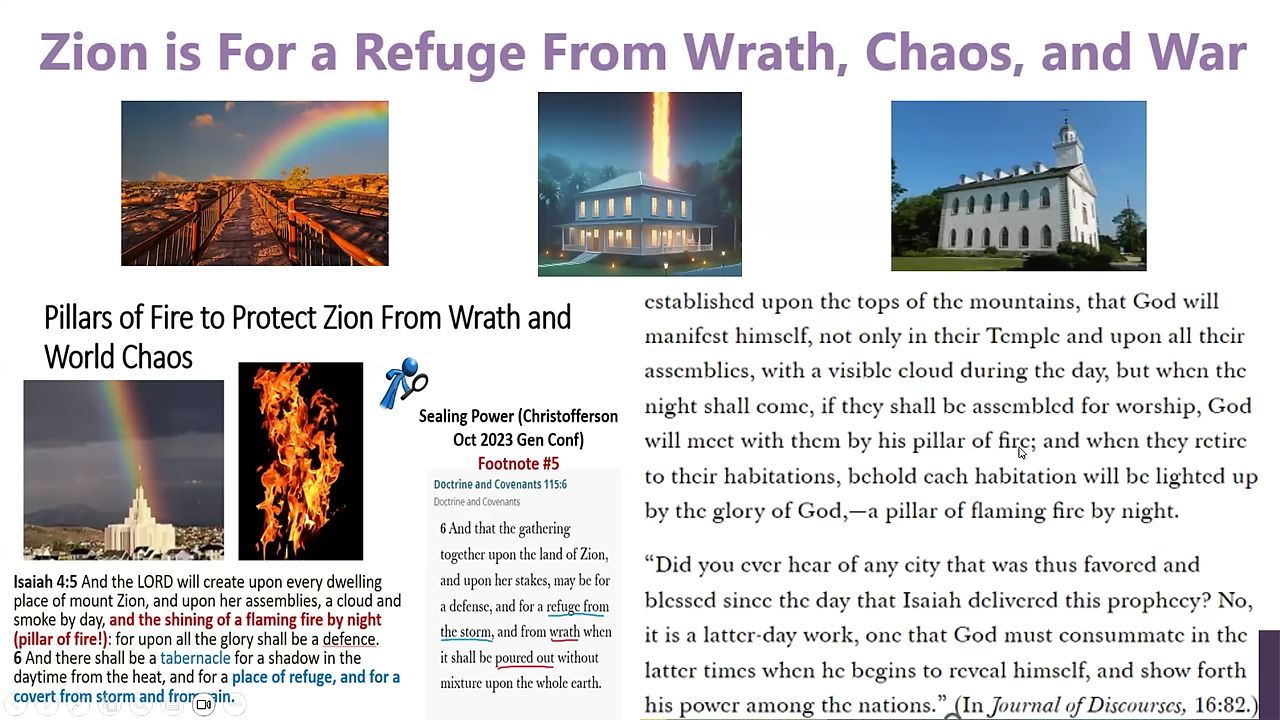 Zion is For a Refuge From Wrath, Chaos, and War
Pillars of Fire to Protect Zion From Wrath and
World Chaos
Isaiah 4:5 And the LORD will create upon every dwelling
place of mount Zion, and upon her assemblies, a cloud and
smoke by day, and the shining of a flaming fire by night
(pillar of fire!): for upon all the glory shall be a defence.
6 And there shall be a tabernacle for a shadow in the
daytime from the heat, and for a place of refuge, and for a
covert from storm and from rain.
Sealing Power (Christofferson
Oct 2023 Gen Conf)
Footnote #5
Doctrine and Covenants 115:6
Doctrine and Covenants
6 And that the gathering
together upon the land of Zion,
and upon her stakes, may be for
a defense, and for a refuge from
the storm, and from wrath when
it shall be poured out without
mixture upon the whole earth.
established upon the tops of the mountains, that God will
manifest himself, not only in their Temple and upon all their
assemblies, with a visible cloud during the day, but when the
night shall come, if they shall be assembled for worship, God
will meet with them by his pillar of fire; and when they retire
to their habitations, behold each habitation will be lighted up
by the glory of God,—a pillar of flaming fire by night.
“Did you ever hear of any city that was thus favored and
blessed since the day that Isaiah delivered this prophecy? No,
it is a latter-day work, one that God must consummate in the
latter times when he begins to reveal himself, and show forth
his power among the nations.” (In Journal of Discourses, 16:82.)